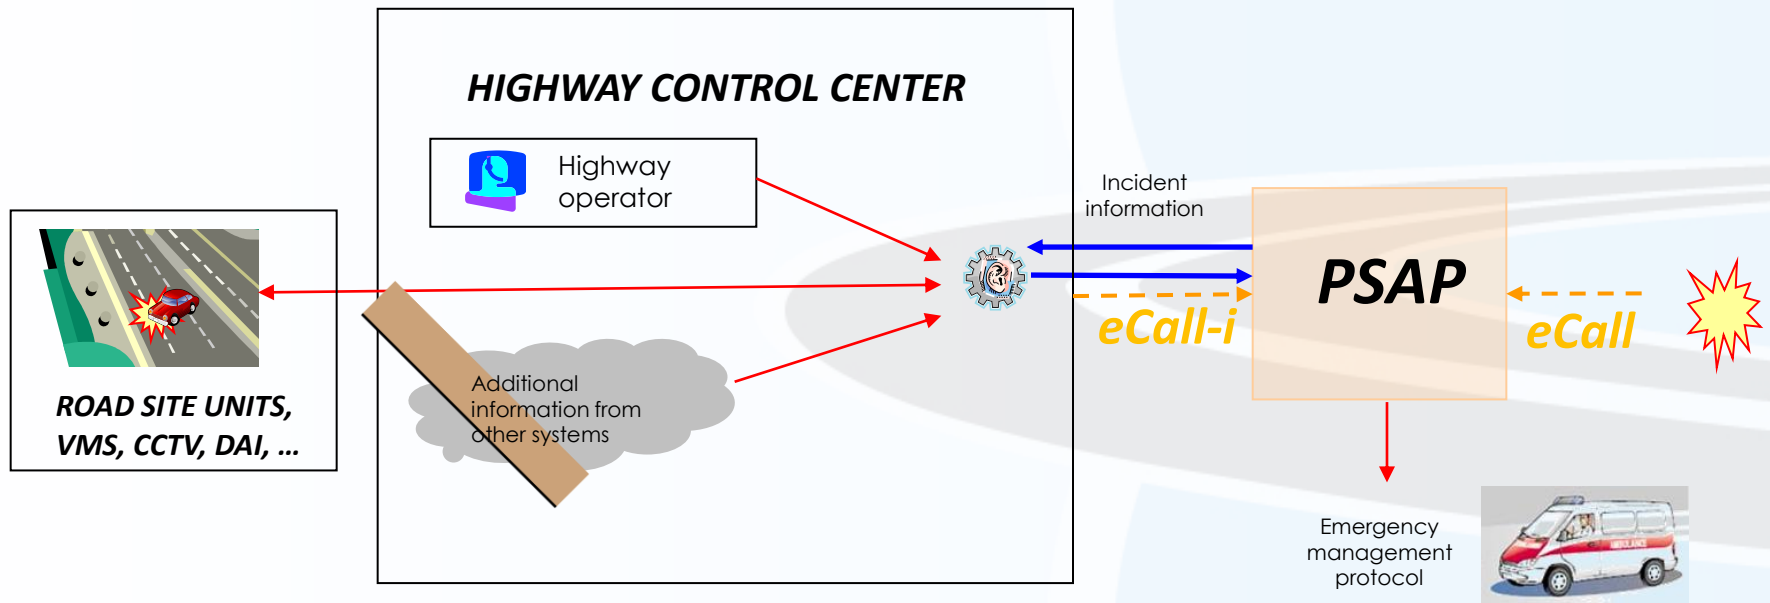 HIGHWAY CONTROL CENTER
Highway
operator
ROAD SITE UNITS,
VMS, CCTV, DAI, ...
Additional
information from
other systems
Incident
information
eCall-i
PSAP
eCall
Emergency
management
protocol
AMBULANCE